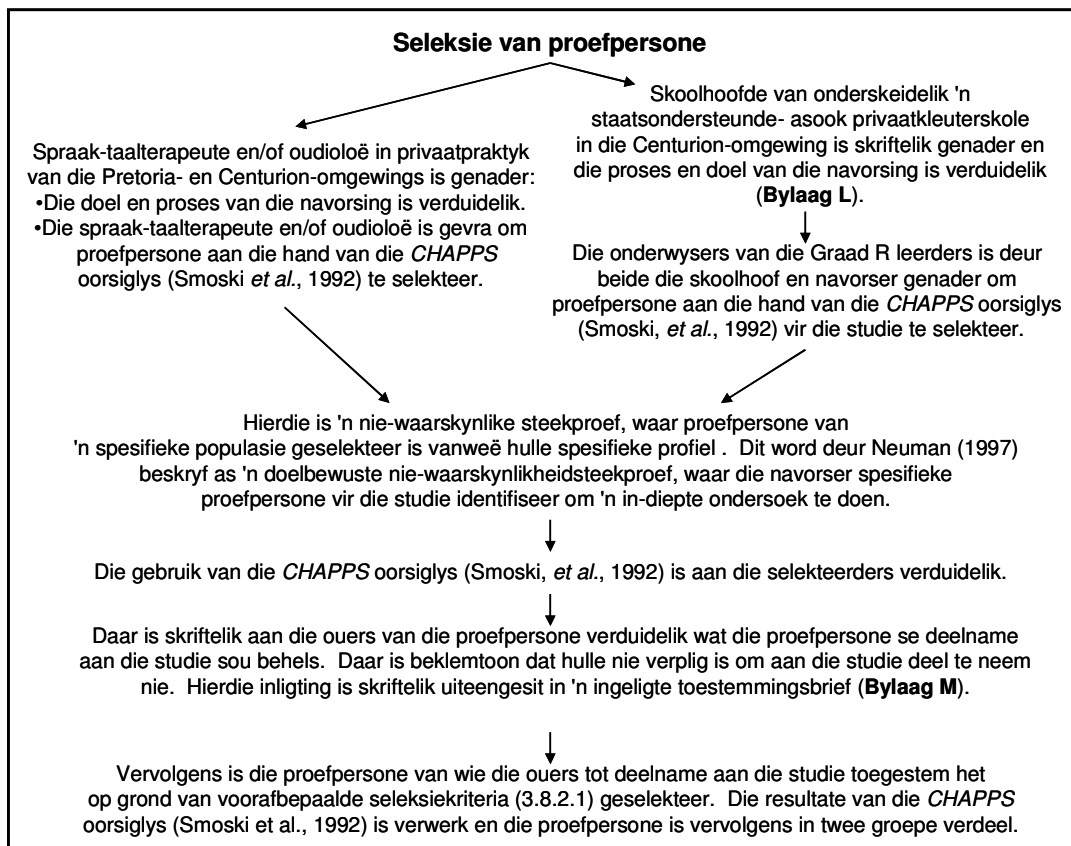 Seleksie van proefpersone
Spraak-taalterapeute en/of oudioloë in privaatpraktyk
van die Pretoria- en Centurion-omgewings is genader:
•Die doel en proses van die navorsing is verduidelik.
•Die spraak-taalterapeute en/of oudioloë is gevra om
proefpersone aan die hand van die CHAPPS
oorsiglys (Smoski et al., 1992) te selekteer.
Skoolhoofde van onderskeidelik 'n
staatsondersteunde- asook privaatkleuterskole
in die Centurion-omgewing is skriftelik genader en
die proses en doel van die navorsing is verduidelik
(Bylaag L).
Die onderwysers van die Graad R leerders is deur
beide die skoolhoof en navorser genader om
proefpersone aan die hand van die CHAPPS oorsiglys
(Smoski, et al., 1992) vir die studie te selekteer.
Hierdie is 'n nie-waarskynlike steekproef, waar proefpersone van
'n spesifieke populasie geselekteer is vanweë hulle spesifieke profiel . Dit word deur Neuman (1997)
beskryf as 'n doelbewuste nie-waarskynlikheidsteekproef, waar die navorser spesifieke
proefpersone vir die studie identifiseer om 'n in-diepte ondersoek te doen.
Die gebruik van die CHAPPS oorsiglys (Smoski, et al., 1992) is aan die selekteerders verduidelik.
Daar is skriftelik aan die ouers van die proefpersone verduidelik wat die proefpersone se deelname
aan die studie sou behels. Daar is beklemtoon dat hulle nie verplig is om aan die studie deel te neem
nie. Hierdie inligting is skriftelik uiteengesit in 'n ingeligte toestemmingsbrief (Bylaag M).
Vervolgens is die proefpersone van wie die ouers tot deelname aan die studie toegestem het
op grond van voorafbepaalde seleksiekriteria (3.8.2.1) geselekteer. Die resultate van die CHAPPS
oorsiglys (Smoski et al., 1992) is verwerk en die proefpersone is vervolgens in twee groepe verdeel.